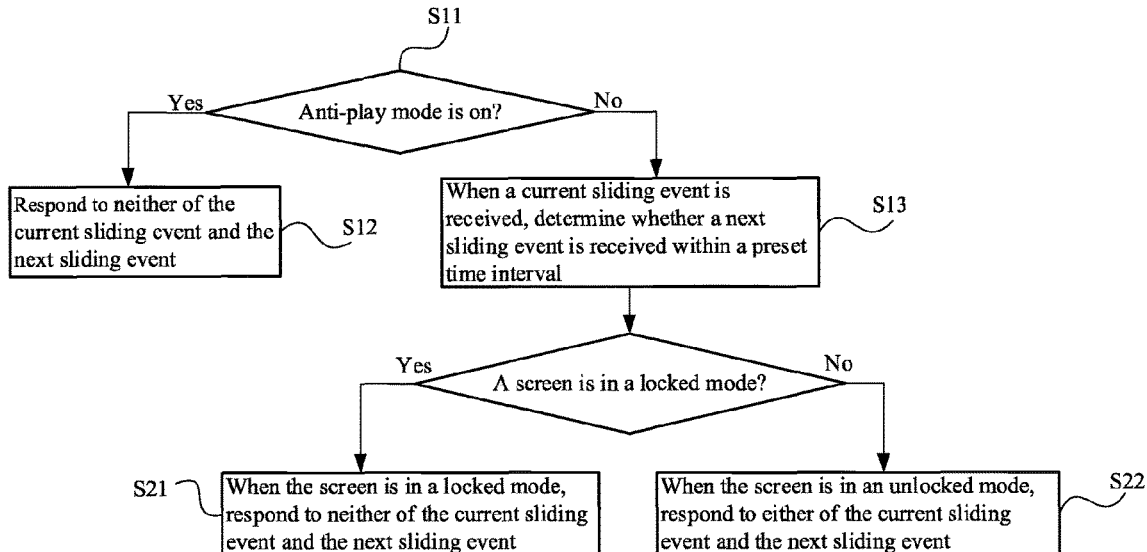 S11
Yes
Anti-play mode is on?
No
Respond to neither of the
current sliding event and the
next sliding event
S12
When a current sliding event is
received, determine whether a next
sliding event is received within a preset
time interval
S13
Yes
A screen is in a locked mode?
No
S21
When the screen is in a locked mode,
respond to neither of the current sliding
event and the next sliding event
When the screen is in an unlocked mode,
respond to either of the current sliding
event and the next sliding event
S22